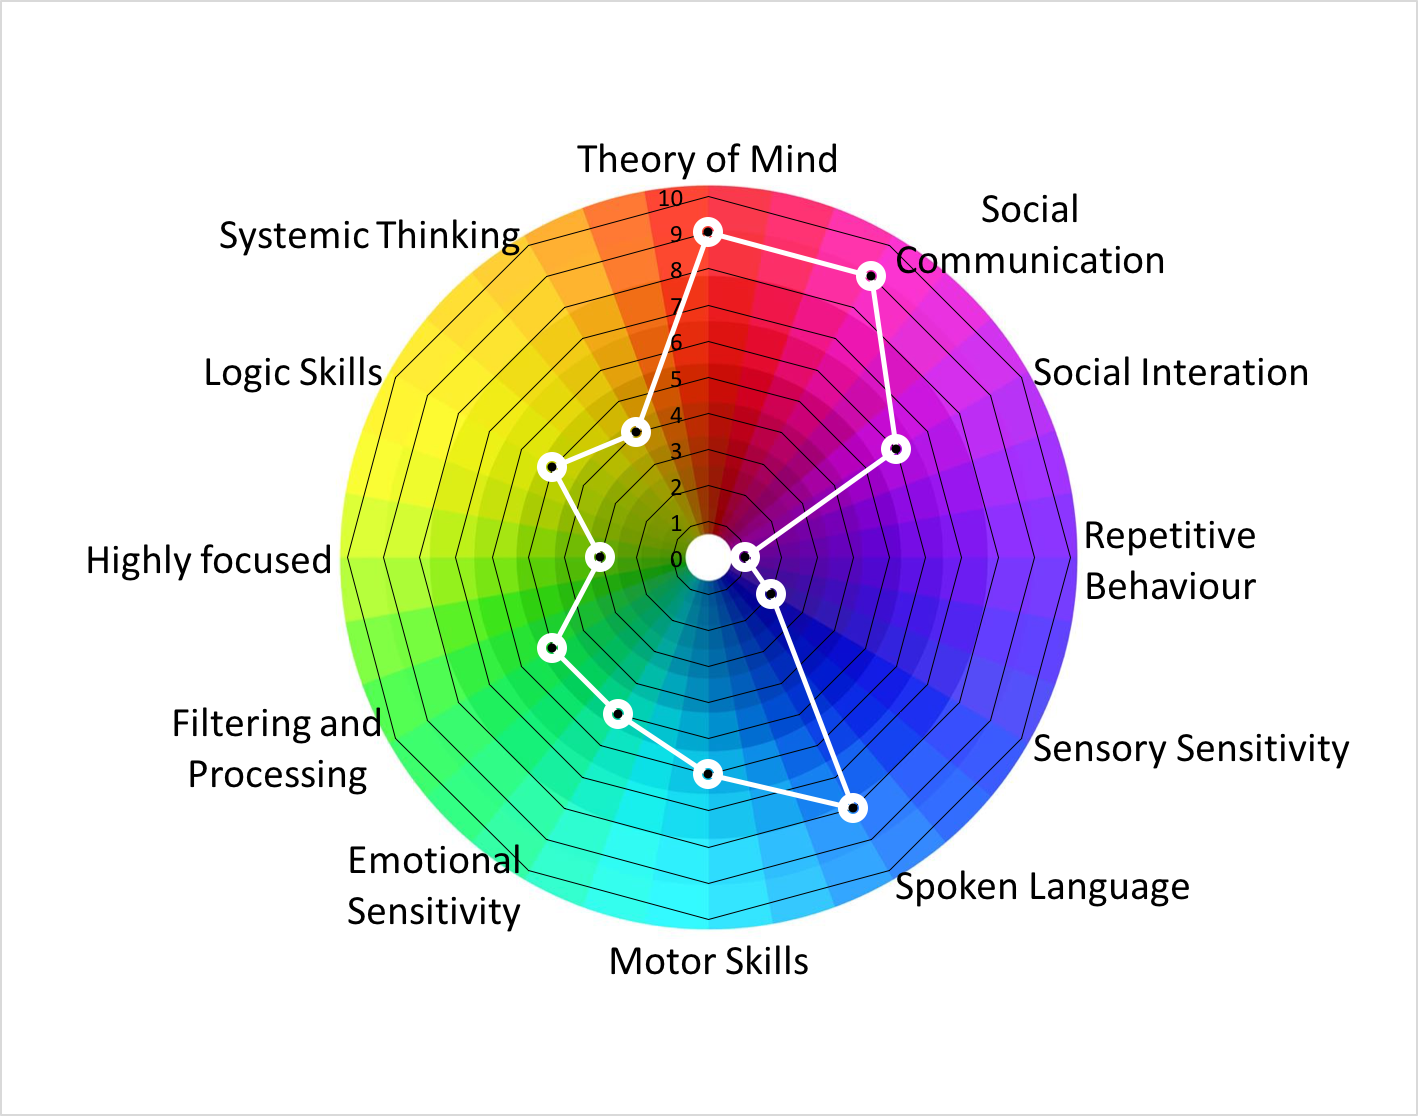 Theory of Mind
Social
Communication
Social Interation
Repetitive
Behaviour
Sensory Sensitivity
Spoken Language
Motor Skills
Emotional
Sensitivity
Filtering and
Processing
Highly focused
Logic Skills
Systemic Thinking
10
9
8
7
6
5
4
3
2
1
0